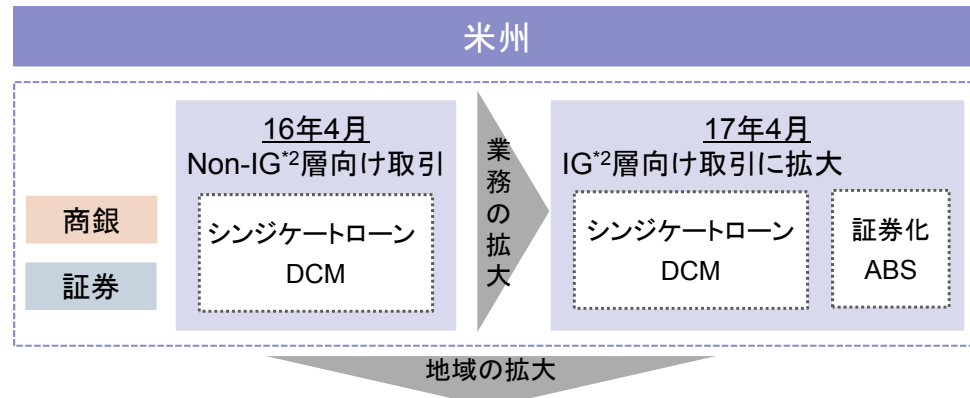 米州
16年4月
Non-IG*2層向け取引
シンジケートローン
DCM
商銀
証券
業務の拡大
17年4月
IG*2層向け取引に拡大
シンジケートローン
DCM
証券化
ABS
地域の拡大